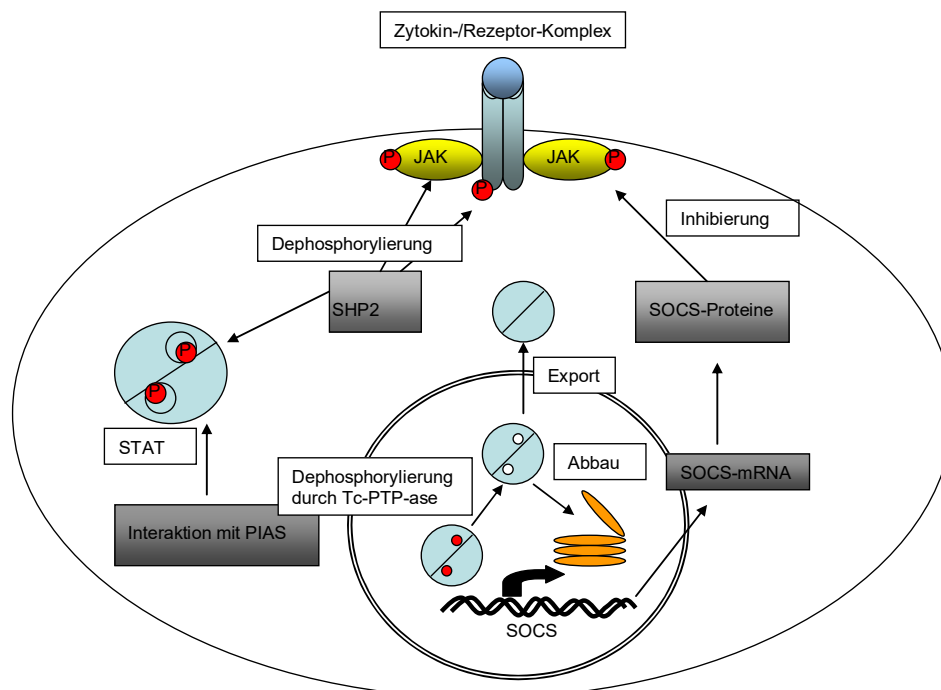 Zytokin-/Rezeptor-Komplex
P
JAK
JAK
P
P
Inhibierung
Dephosphorylierung
SHP2
SOCS-Proteine
P
P
Export
STAT
Dephosphorylierung
durch Tc-PTP-ase
Abbau
SOCS-mRNA
Interaktion mit PIAS
SOCS